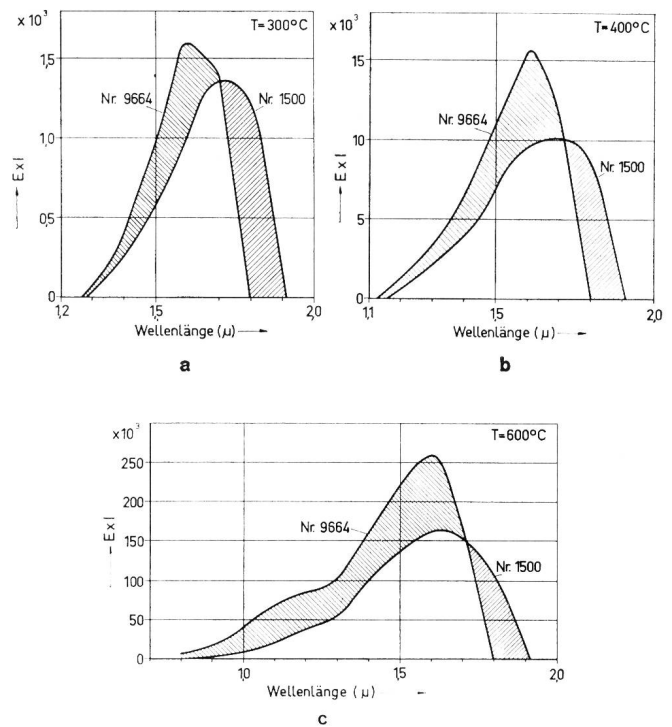 x 10³ T=300°C
1,5
Nr. 9664 Nr. 1500
1,0
E x I
0,5
0
1,2 1,5 2,0
Wellenlänge (µ)
a
x 10³ T=400°C
15
Nr. 9664
10
Nr. 1500
E x I
5
0
1,1 1,5 2,0
Wellenlänge (µ)
b
x10³ T=600°C
250
200
Nr. 9664
150
E x I
Nr. 1500
100
50
0
1,0 1,5 2,0
Wellenlänge (µ)
c